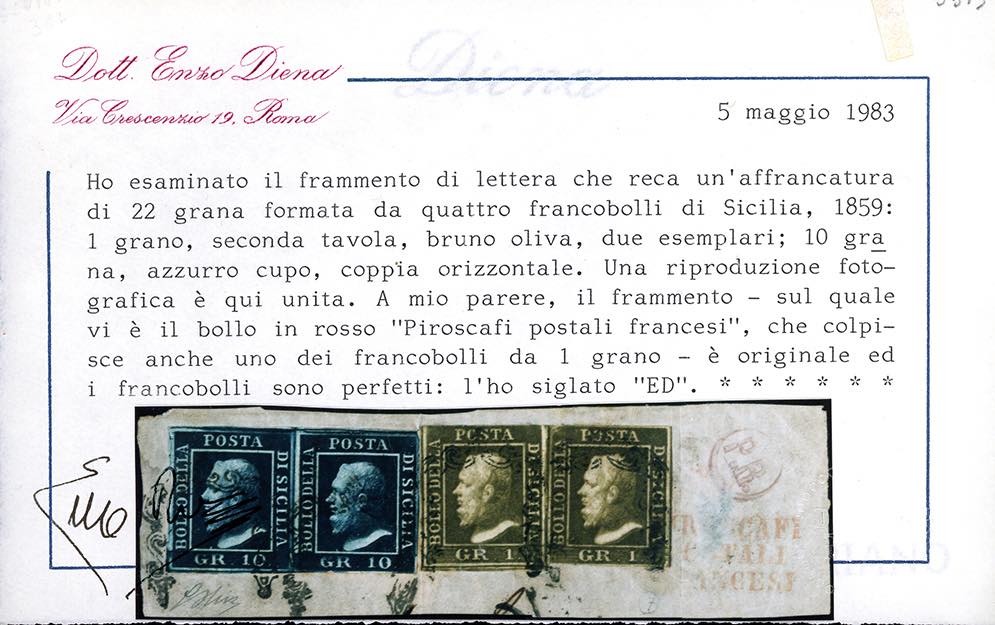 Dott. Enzo Diena
Via Crescenzio 19, Roma
Diena
5 maggio 1983
Ho esaminato il frammento di lettera che reca un'affrancatura
di 22 grana formata da quattro francobolli di Sicilia, 1859:
1 grano, seconda tavola, bruno oliva, due esemplari; 10 gra
na, azzurro cupo, coppia orizzontale. Una riproduzione foto-
grafica è qui unita. A mio parere, il frammento - sul quale
vi è il bollo in rosso "Piroscafi postali francesi", che colpi-
sce anche uno dei francobolli da 1 grano - è originale ed
i francobolli sono perfetti: l'ho siglato "ED". * * * * * *
BOLLO DELLA POSTA DI SICILIA GR 10
BOLLO DELLA POSTA DI SICILIA GR 10
BOLLO DELLA POSTA DI SICILIA GR 1
BOLLO DELLA POSTA DI SICILIA GR 1